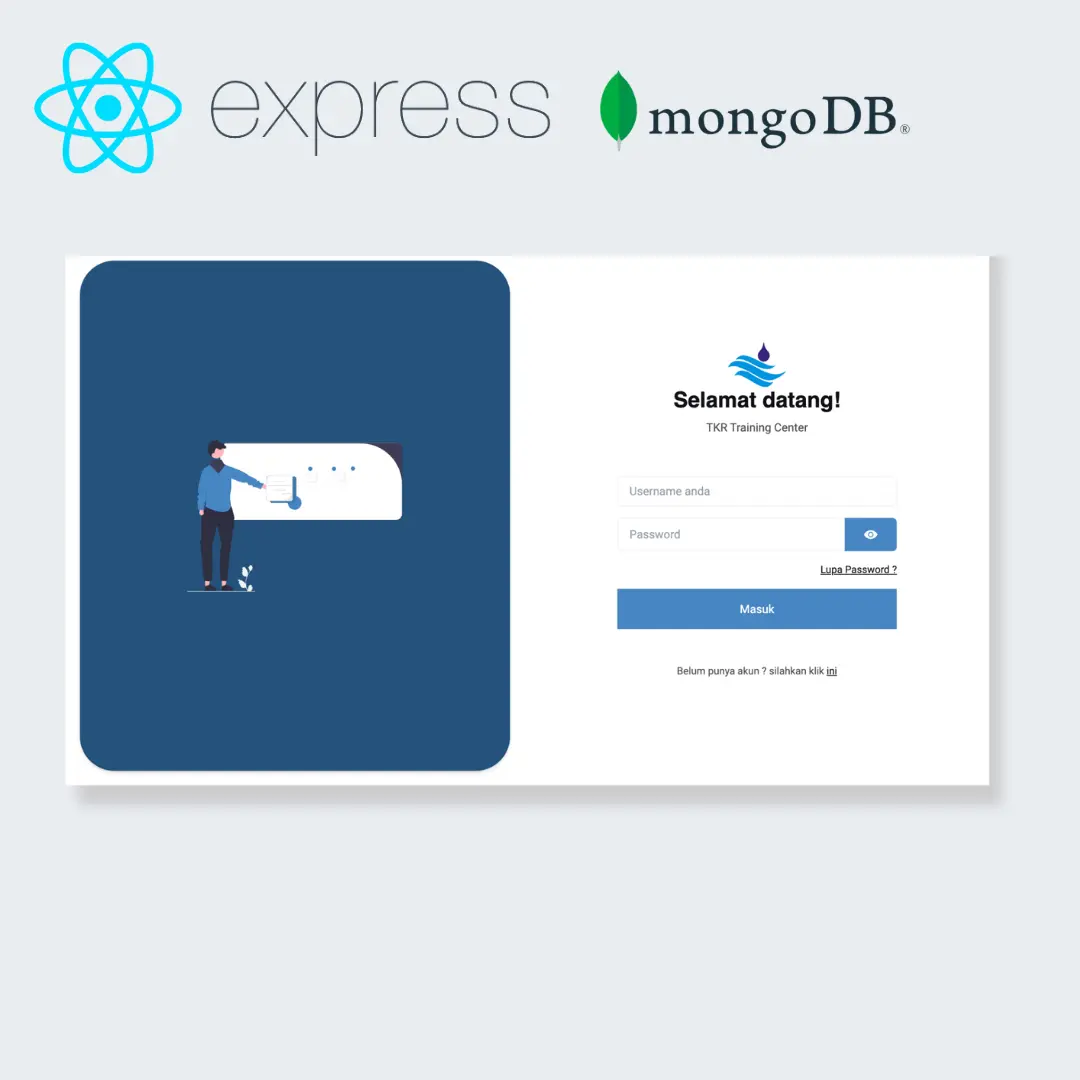 express
mongoDB®
Selamat datang!
TKR Training Center
Username anda
Password
Lupa Password ?
Masuk
Belum punya akun ? silahkan klik ini